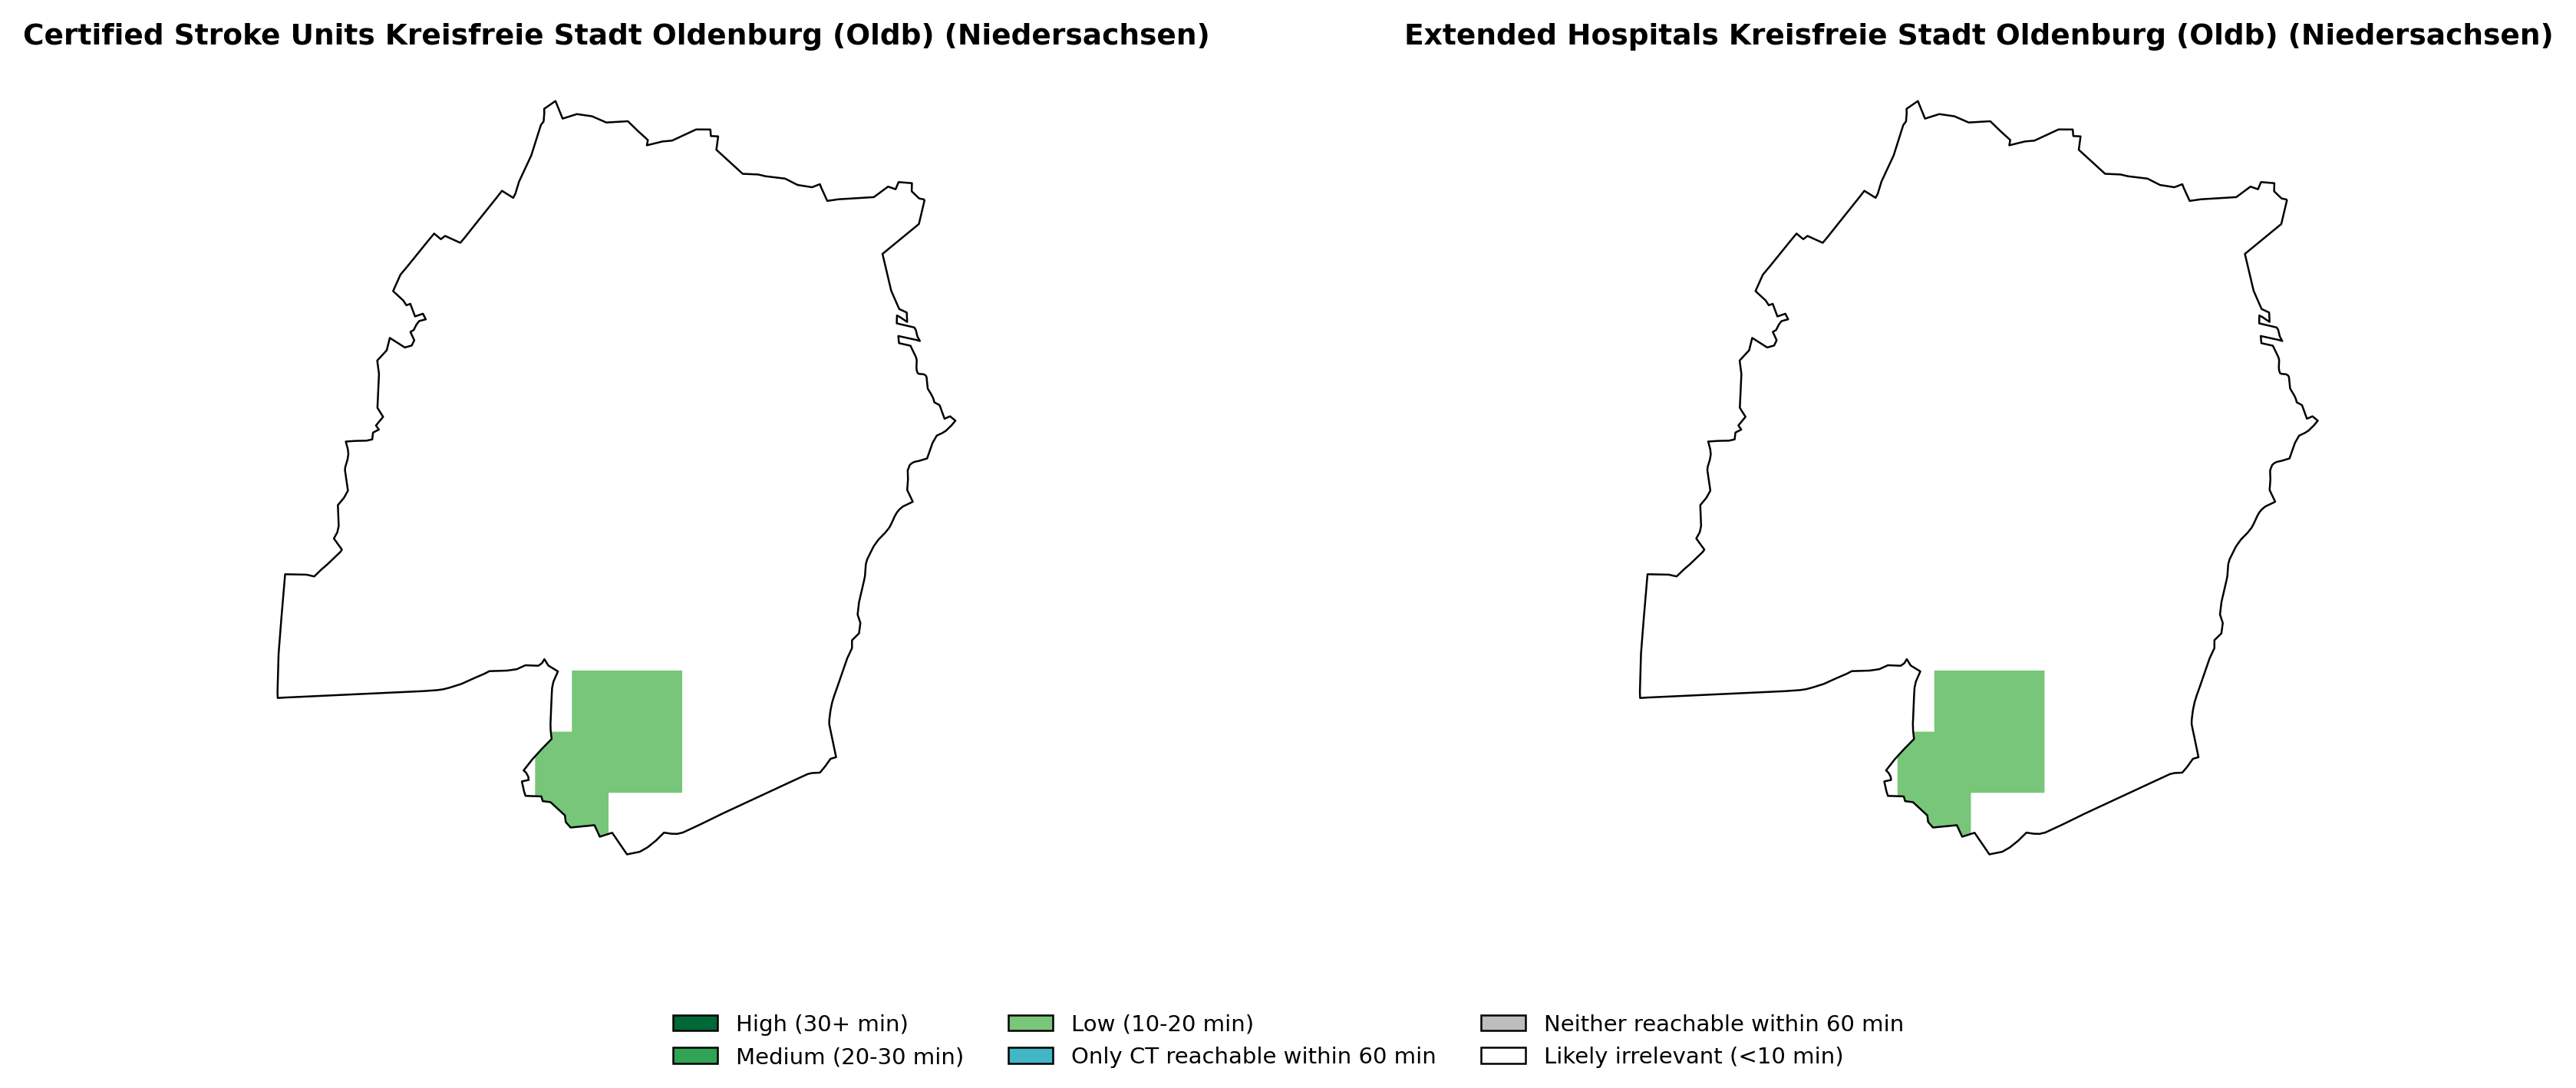 Certified Stroke Units Kreisfreie Stadt Oldenburg (Oldb) (Niedersachsen)
Extended Hospitals Kreisfreie Stadt Oldenburg (Oldb) (Niedersachsen)
High (30+ min)
Medium (20-30 min)
Low (10-20 min)
Only CT reachable within 60 min
Neither reachable within 60 min
Likely irrelevant (<10 min)